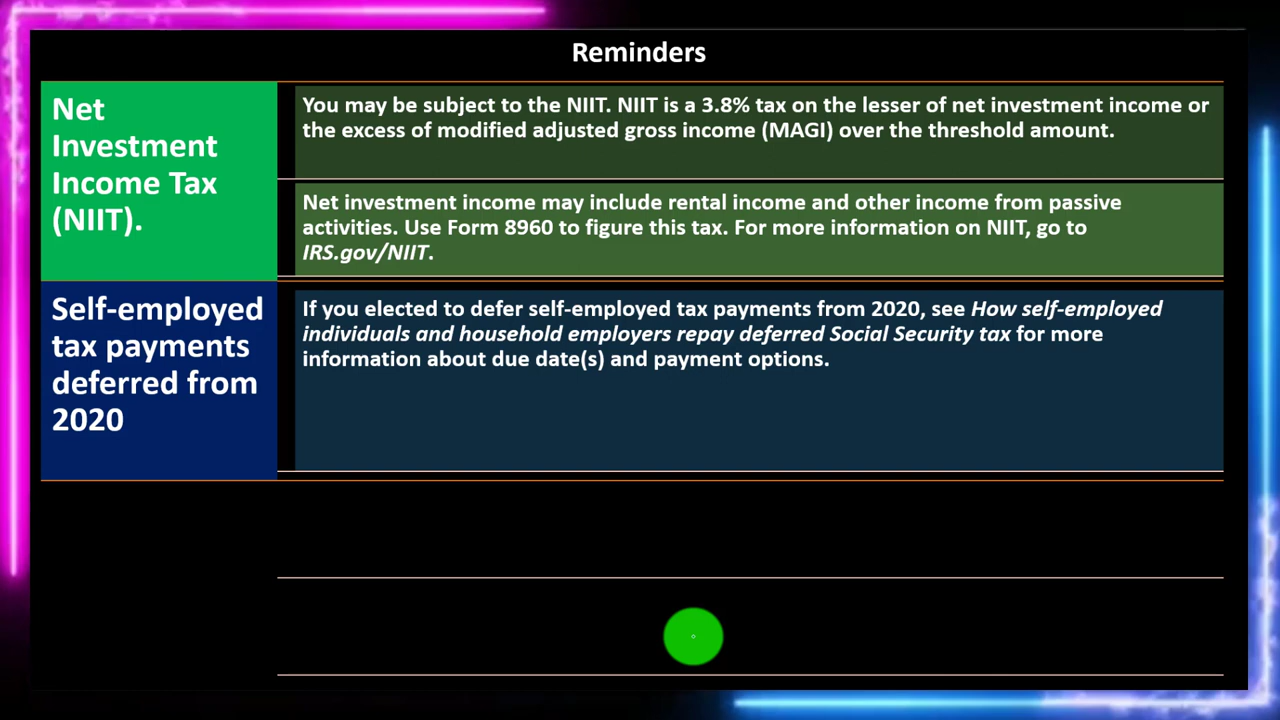 Reminders
Net
Investment
Income Tax
(NIIT).
You may be subject to the NIIT. NIIT is a 3.8% tax on the lesser of net investment income or
the excess of modified adjusted gross income (MAGI) over the threshold amount.
Net investment income may include rental income and other income from passive
activities. Use Form 8960 to figure this tax. For more information on NIIT, go to
IRS.gov/NIIT.
Self-employed
tax payments
deferred from
2020
If you elected to defer self-employed tax payments from 2020, see How self-employed
individuals and household employers repay deferred Social Security tax for more
information about due date(s) and payment options.